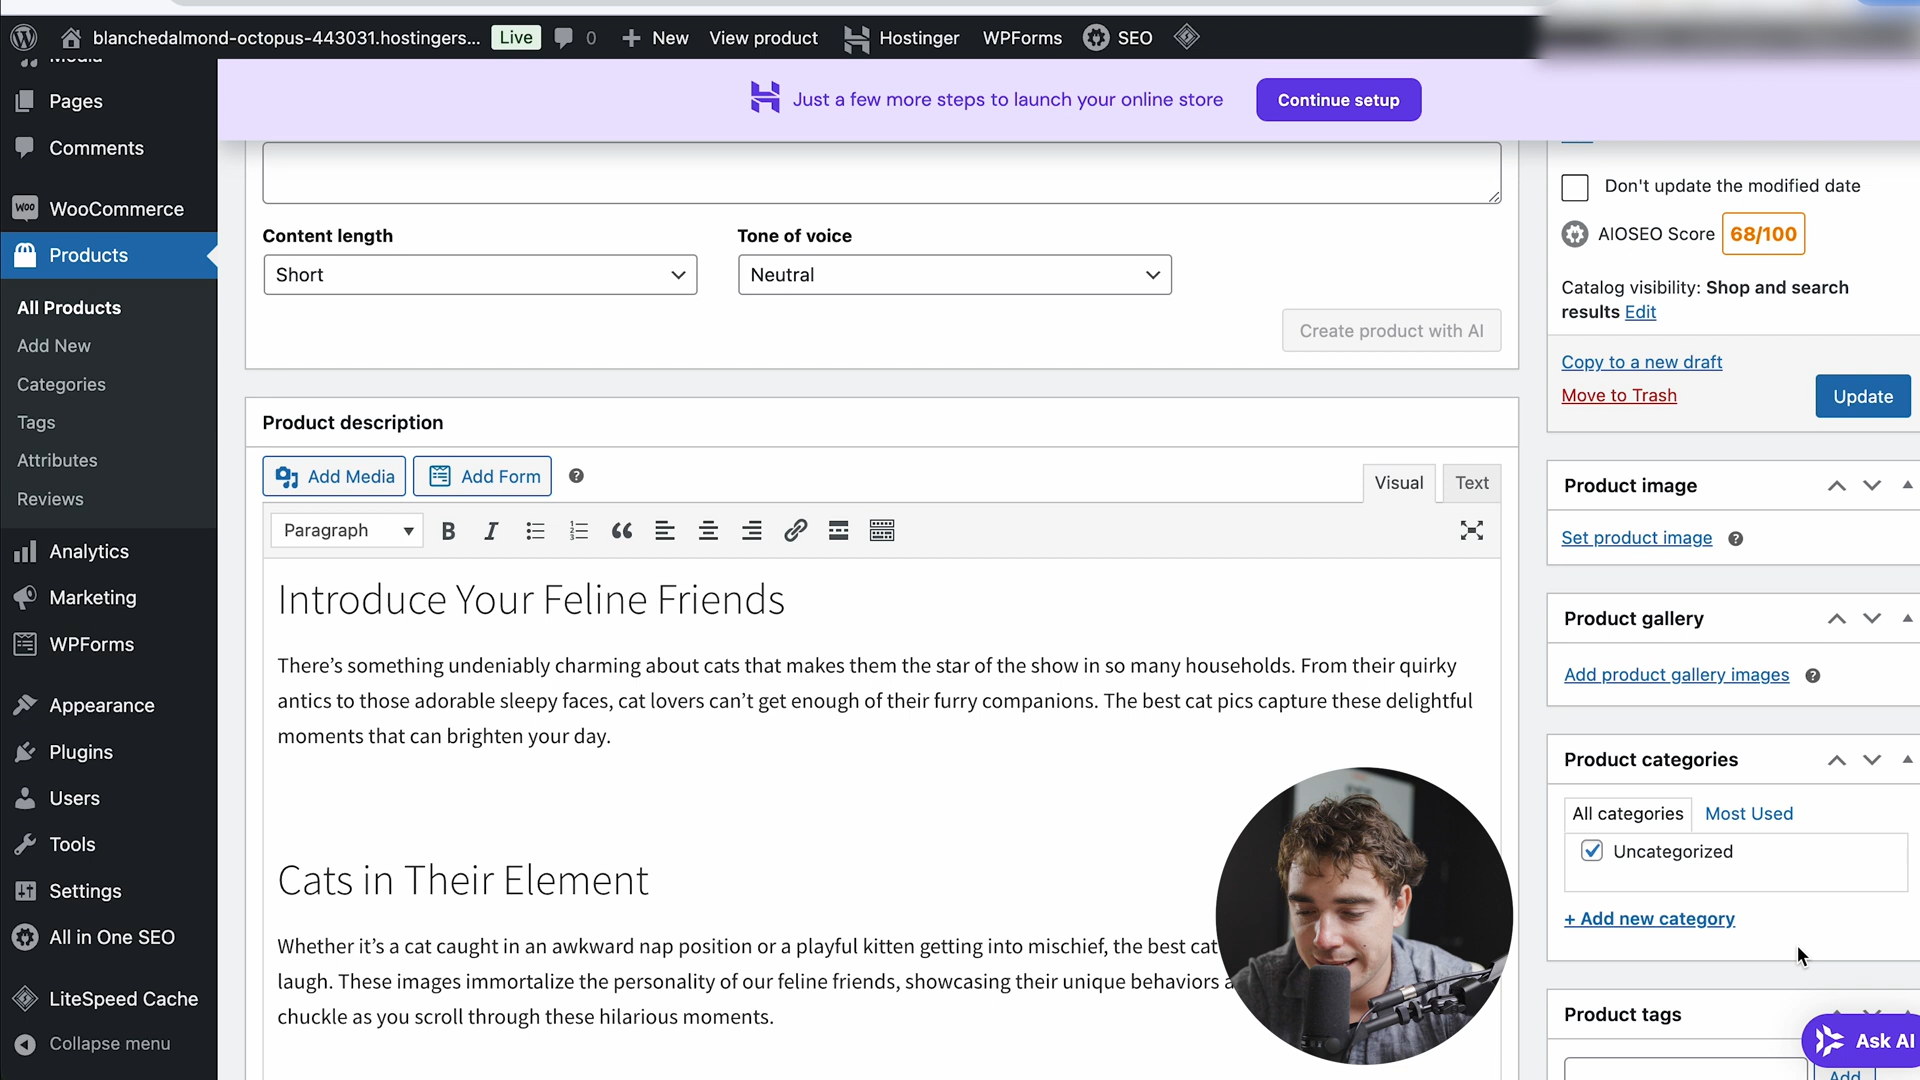 blanchedalmond-octopus-443031.hostingers...
Live
0
New
View product
Hostinger
WPForms
SEO
Just a few more steps to launch your online store
Continue setup
Media
Pages
Comments
WOO
WooCommerce
Products
All Products
Add New
Categories
Tags
Attributes
Reviews
Analytics
Marketing
WPForms
Appearance
Plugins
Users
Tools
Settings
All in One SEO
LiteSpeed Cache
Collapse menu
Content length
Tone of voice
Short
Neutral
Create product with AI
Product description
Add Media
Add Form
Visual
Text
Paragraph
Introduce Your Feline Friends
There’s something undeniably charming about cats that makes them the star of the show in so many households. From their quirky
antics to those adorable sleepy faces, cat lovers can’t get enough of their furry companions. The best cat pics capture these delightful
moments that can brighten your day.
Cats in Their Element
Whether it’s a cat caught in an awkward nap position or a playful kitten getting into mischief, the best cat
laugh. These images immortalize the personality of our feline friends, showcasing their unique behaviors
chuckle as you scroll through these hilarious moments.
Don't update the modified date
AIOSEO Score 68/100
Catalog visibility: Shop and search
results Edit
Copy to a new draft
Move to Trash
Update
Product image
Set product image
Product gallery
Add product gallery images
Product categories
All categories
Most Used
Uncategorized
+ Add new category
Product tags
Add
Ask AI